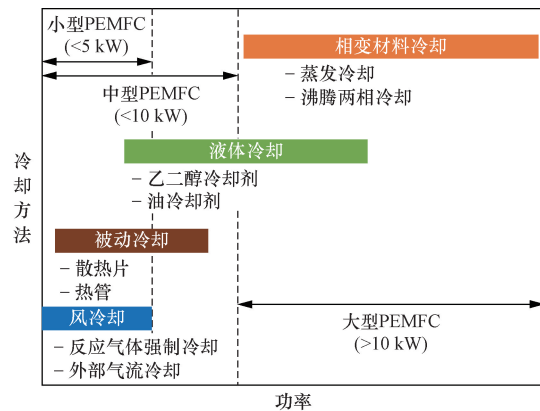 小型PEMFC
(<5 kW)
相变材料冷却
– 蒸发冷却
– 沸腾两相冷却
中型PEMFC
(<10 kW)
液体冷却
– 乙二醇冷却剂
– 油冷却剂
冷却方法
被动冷却
– 散热片
– 热管
风冷却
– 反应气体强制冷却
– 外部气流冷却
大型PEMFC
(>10 kW)
功率